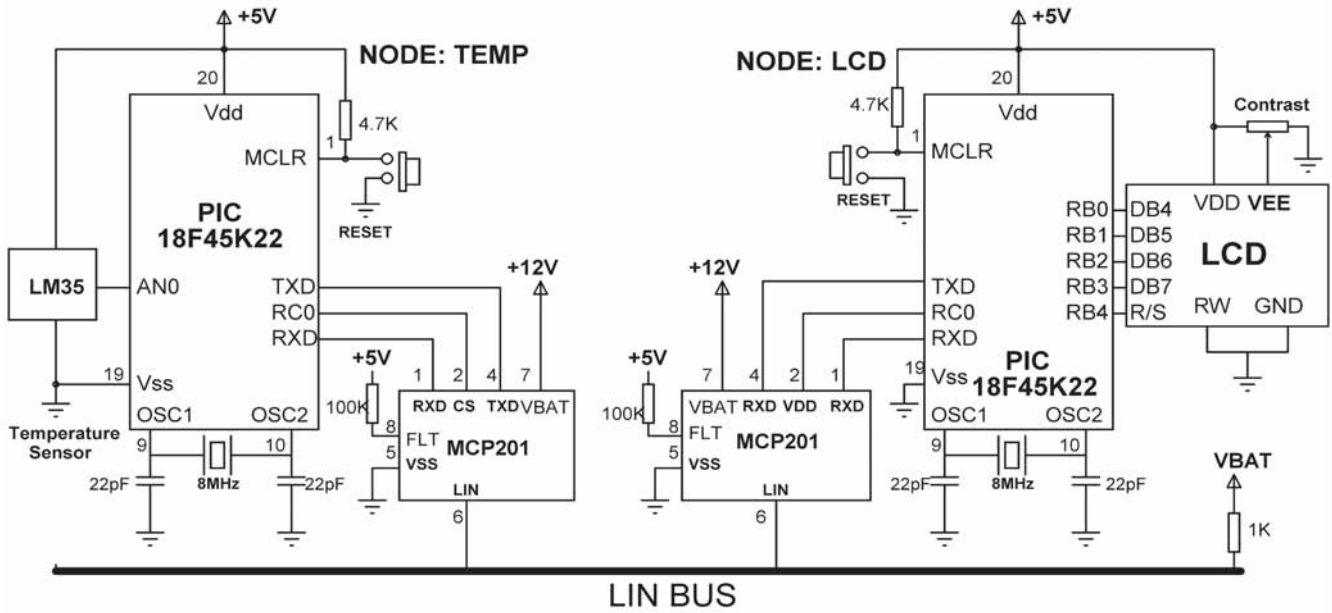 +5V
NODE: TEMP
20
Vdd
4.7K
1
MCLR
RESET
PIC
18F45K22
LM35
AN0
TXD
RC0
RXD
19
Vss
OSC1
OSC2
9
10
Temperature
Sensor
22pF
8MHz
22pF
+12V
+5V
100K
1
2
4
7
RXD
CS
TXD
VBAT
8
FLT
MCP201
5
VSS
LIN
6
+5V
NODE: LCD
20
Vdd
4.7K
1
MCLR
RESET
Contrast
VDD
VEE
LCD
RB0
DB4
RB1
DB5
RB2
DB6
RB3
DB7
RB4
R/S
RW
GND
TXD
RC0
RXD
19
Vss
PIC
18F45K22
OSC1
OSC2
9
10
22pF
8MHz
22pF
+12V
+5V
100K
7
4
2
1
VBAT
RXD
VDD
RXD
8
FLT
MCP201
5
VSS
LIN
6
VBAT
1K
LIN BUS